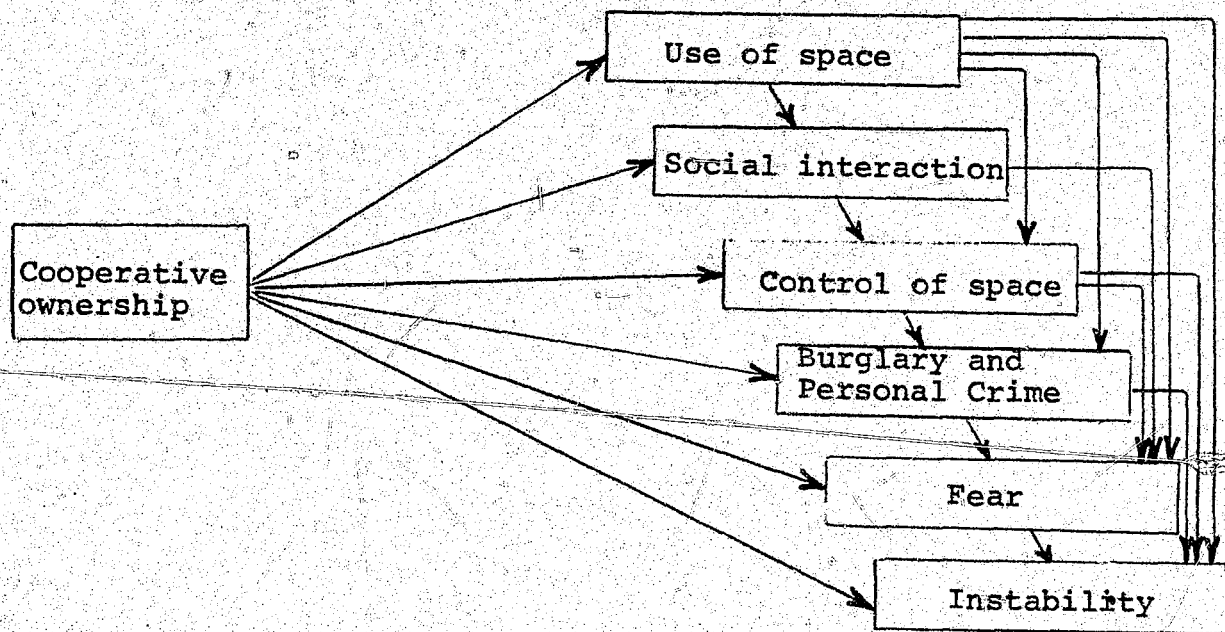 Use of space
Social interaction
Cooperative
ownership
Control of space
Burglary and
Personal Crime
Fear
Instability